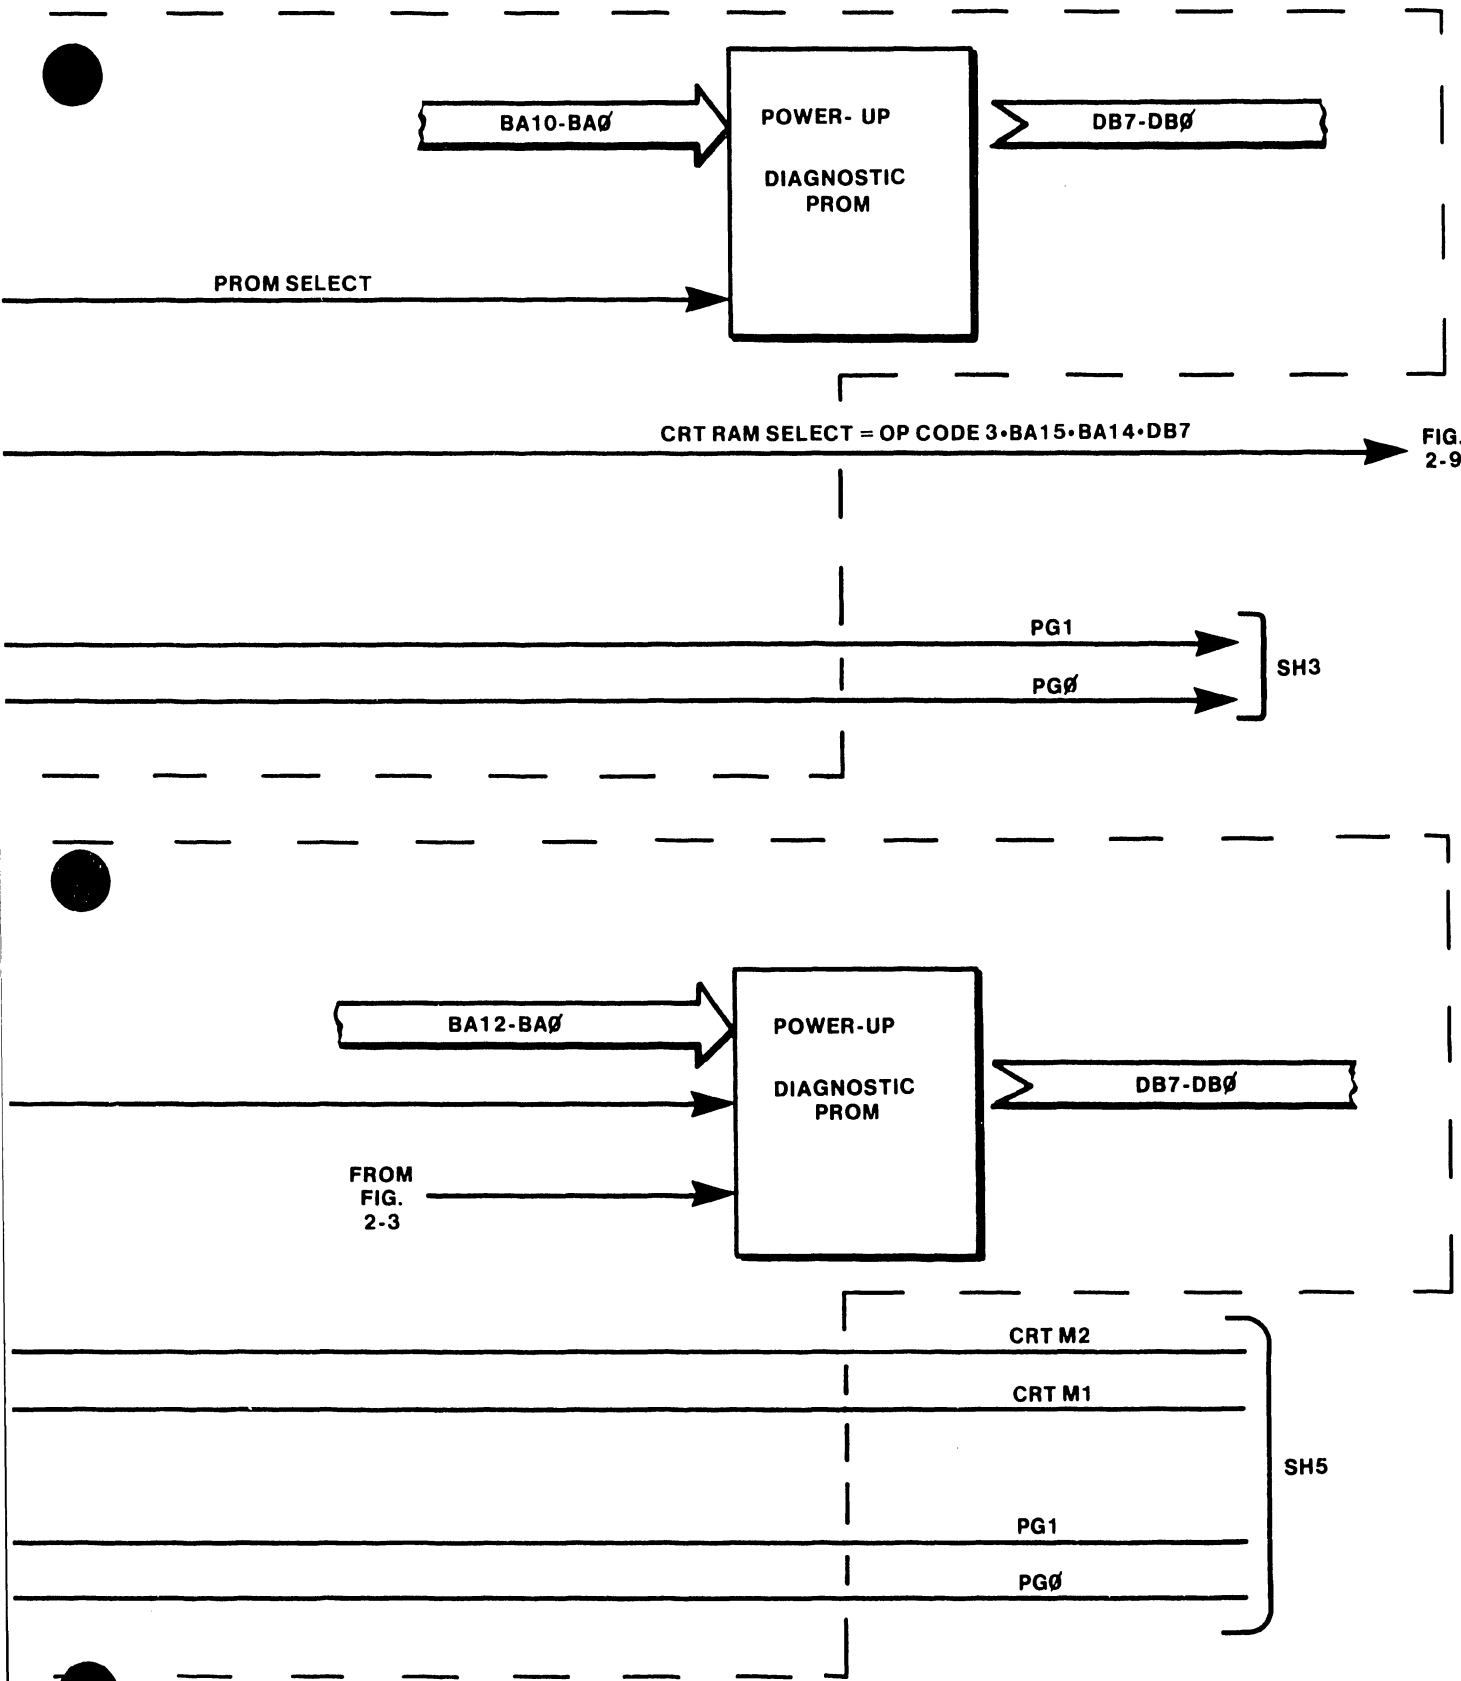 BA10-BAØ
POWER- UP
DIAGNOSTIC
PROM
DB7-DBØ
PROM SELECT
CRT RAM SELECT = OP CODE 3•BA15•BA14•DB7
FIG.
2-9
PG1
PGØ
SH3
BA12-BAØ
POWER-UP
DIAGNOSTIC
PROM
DB7-DBØ
FROM
FIG.
2-3
CRT M2
CRT M1
SH5
PG1
PGØ